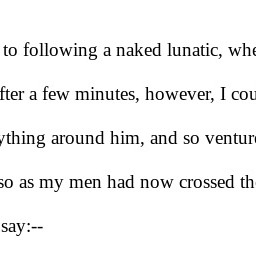 to following a naked lunatic, whe
fter a few minutes, however, I cou
ything around him, and so venture
so as my men had now crossed the
say:--